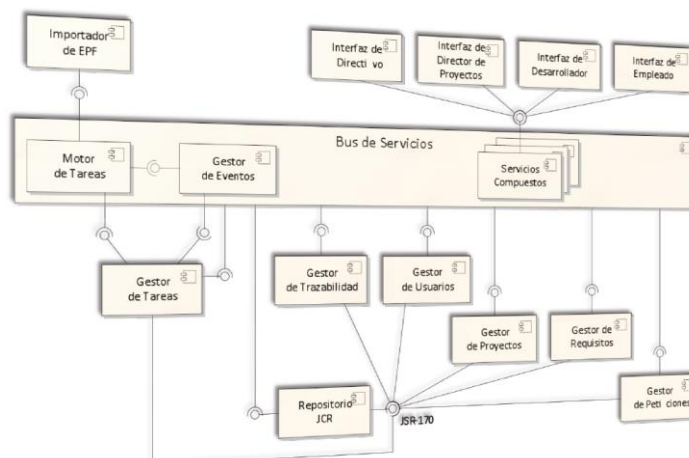 Importador
de EPF
Interfaz de
Directi vo
Interfaz de
Director de
Proyectos
Interfaz de
Desarrollador
Interfaz de
Empleado
Bus de Servicios
Motor
de Tareas
Gestor
de Eventos
Servicios
Compuestos
Gestor
de Tareas
Gestor
de Trazabilidad
Gestor
de Usuarios
Gestor
de Proyectos
Gestor de
Requisitos
Gestor
de Peti ciones
Repositorio
JCR
JSR-170